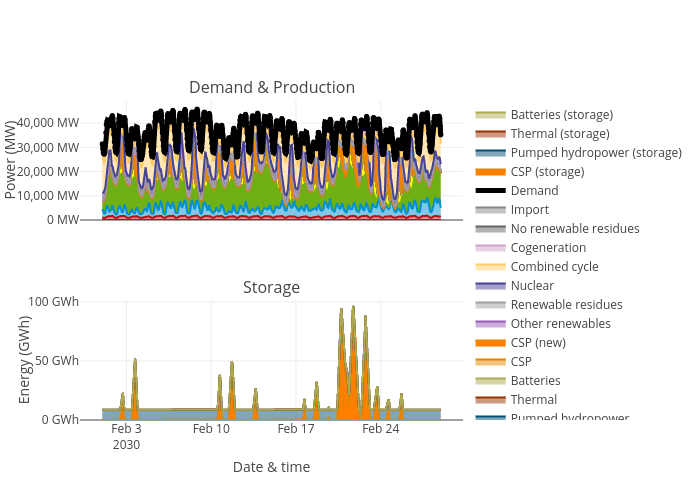 Demand & Production
Power (MW)
40,000 MW
30,000 MW
20,000 MW
10,000 MW
0 MW
Storage
Energy (GWh)
100 GWh
50 GWh
0 GWh
Feb 3
2030
Feb 10
Feb 17
Feb 24
Date & time
Batteries (storage)
Thermal (storage)
Pumped hydropower (storage)
CSP (storage)
Demand
Import
No renewable residues
Cogeneration
Combined cycle
Nuclear
Renewable residues
Other renewables
CSP (new)
CSP
Batteries
Thermal
Pumped hydropower